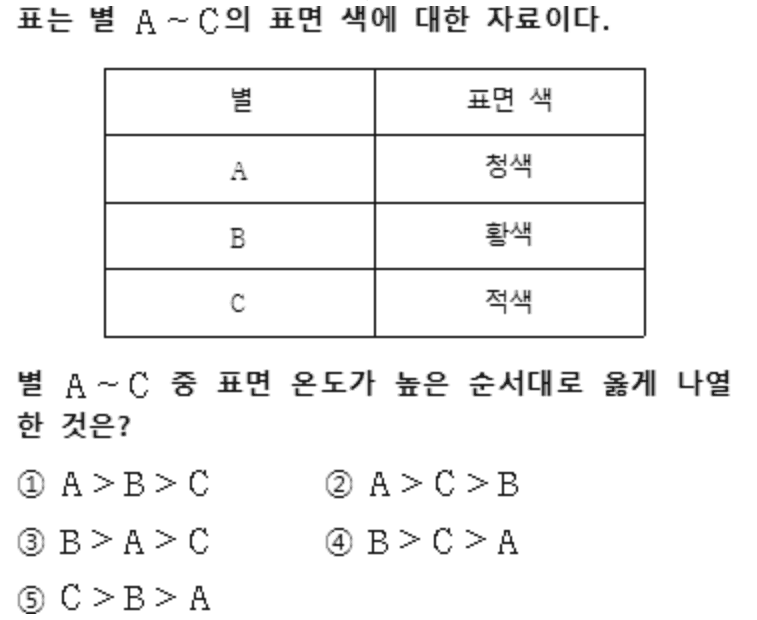 표는 별 A ~ C의 표면 색에 대한 자료이다.
별 표면 색
A 청색
B 황색
C 적색
별 A ~ C 중 표면 온도가 높은 순서대로 옳게 나열
한 것은?
① A > B > C ② A > C > B
③ B > A > C ④ B > C > A
⑤ C > B > A